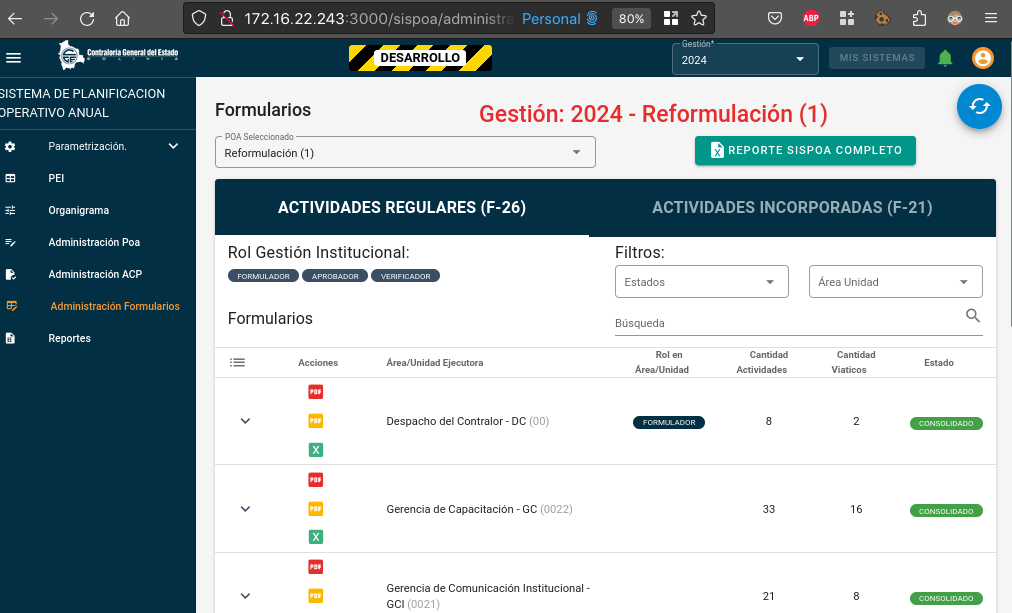 172.16.22.243:3000/sispoa/administra
Personal
80%
ABP
Contraloría General del Estado
BOLIVIA
DESARROLLO
Gestión*
2024
MIS SISTEMAS
SISTEMA DE PLANIFICACION
OPERATIVO ANUAL
Parametrización.
PEI
Organigrama
Administración Poa
Administración ACP
Administración Formularios
Reportes
Formularios
Gestión: 2024 - Reformulación (1)
POA Seleccionado
Reformulación (1)
REPORTE SISPOA COMPLETO
ACTIVIDADES REGULARES (F-26)
ACTIVIDADES INCORPORADAS (F-21)
Rol Gestión Institucional:
FORMULADOR
APROBADOR
VERIFICADOR
Filtros:
Estados
Área Unidad
Formularios
Búsqueda
Acciones
Área/Unidad Ejecutora
Rol en
Área/Unidad
Cantidad
Actividades
Cantidad
Viaticos
Estado
PDF
PDF
X
Despacho del Contralor - DC (00)
FORMULADOR
8
2
CONSOLIDADO
PDF
PDF
X
Gerencia de Capacitación - GC (0022)
33
16
CONSOLIDADO
PDF
PDF
Gerencia de Comunicación Institucional -
GCI (0021)
21
8
CONSOLIDADO